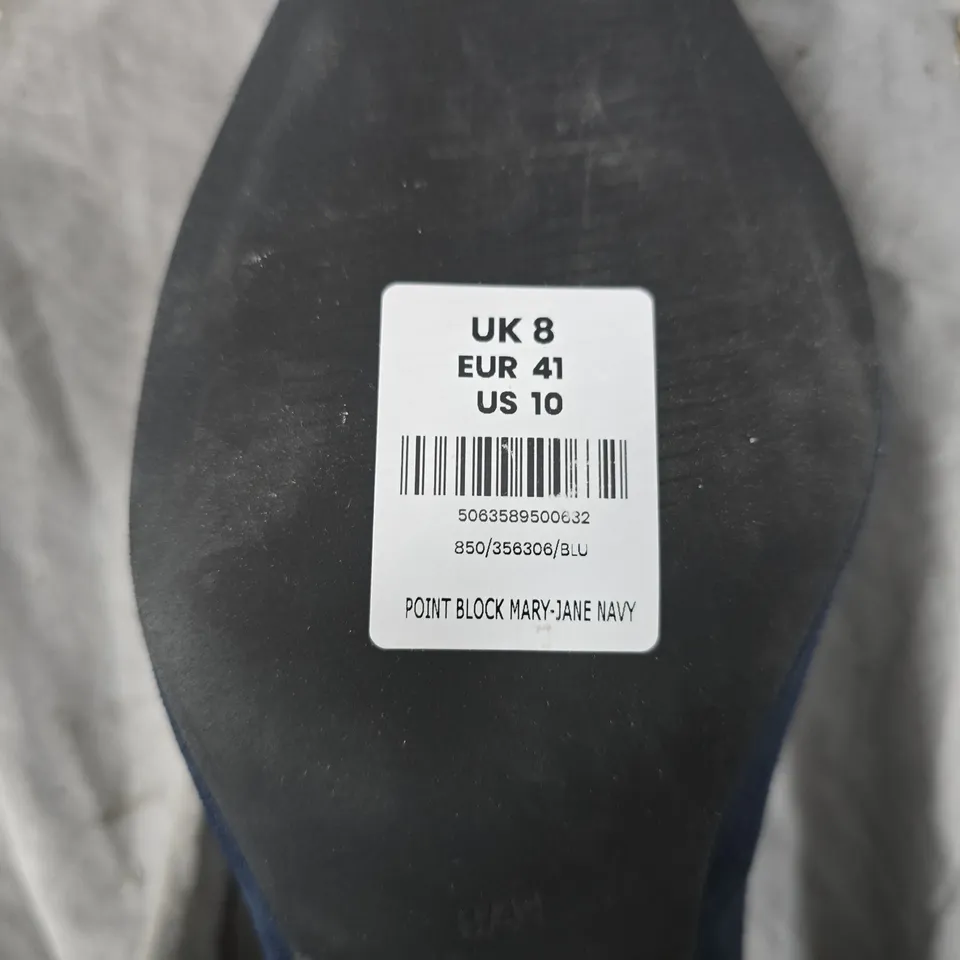 UK 8
EUR 41
US 10
5063589500632
850/356306/BLU
POINT BLOCK MARY-JANE NAVY